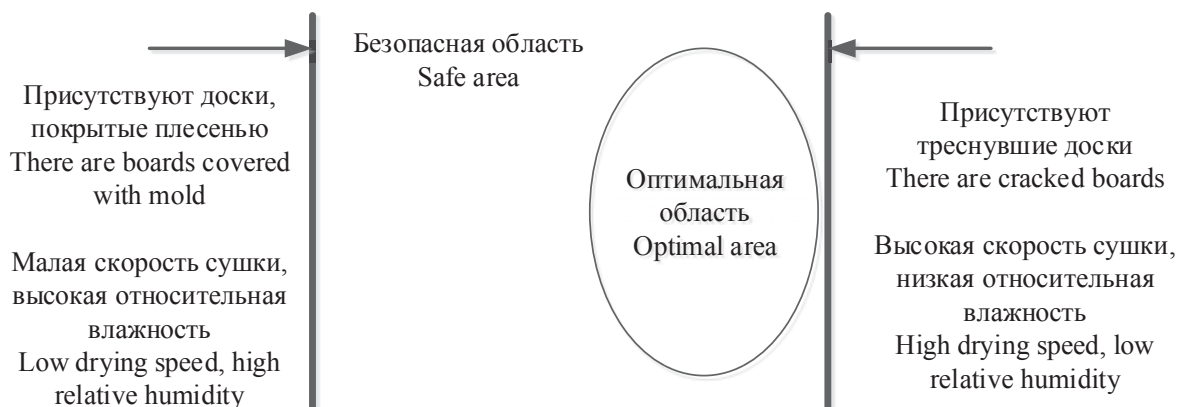 Присутствуют доски,
покрытые плесенью
There are boards covered
with mold
Малая скорость сушки,
высокая относительная
влажность
Low drying speed, high
relative humidity
Безопасная область
Safe area
Оптимальная
область
Optimal area
Присутствуют
треснувшие доски
There are cracked boards
Высокая скорость сушки,
низкая относительная
влажность
High drying speed, low
relative humidity